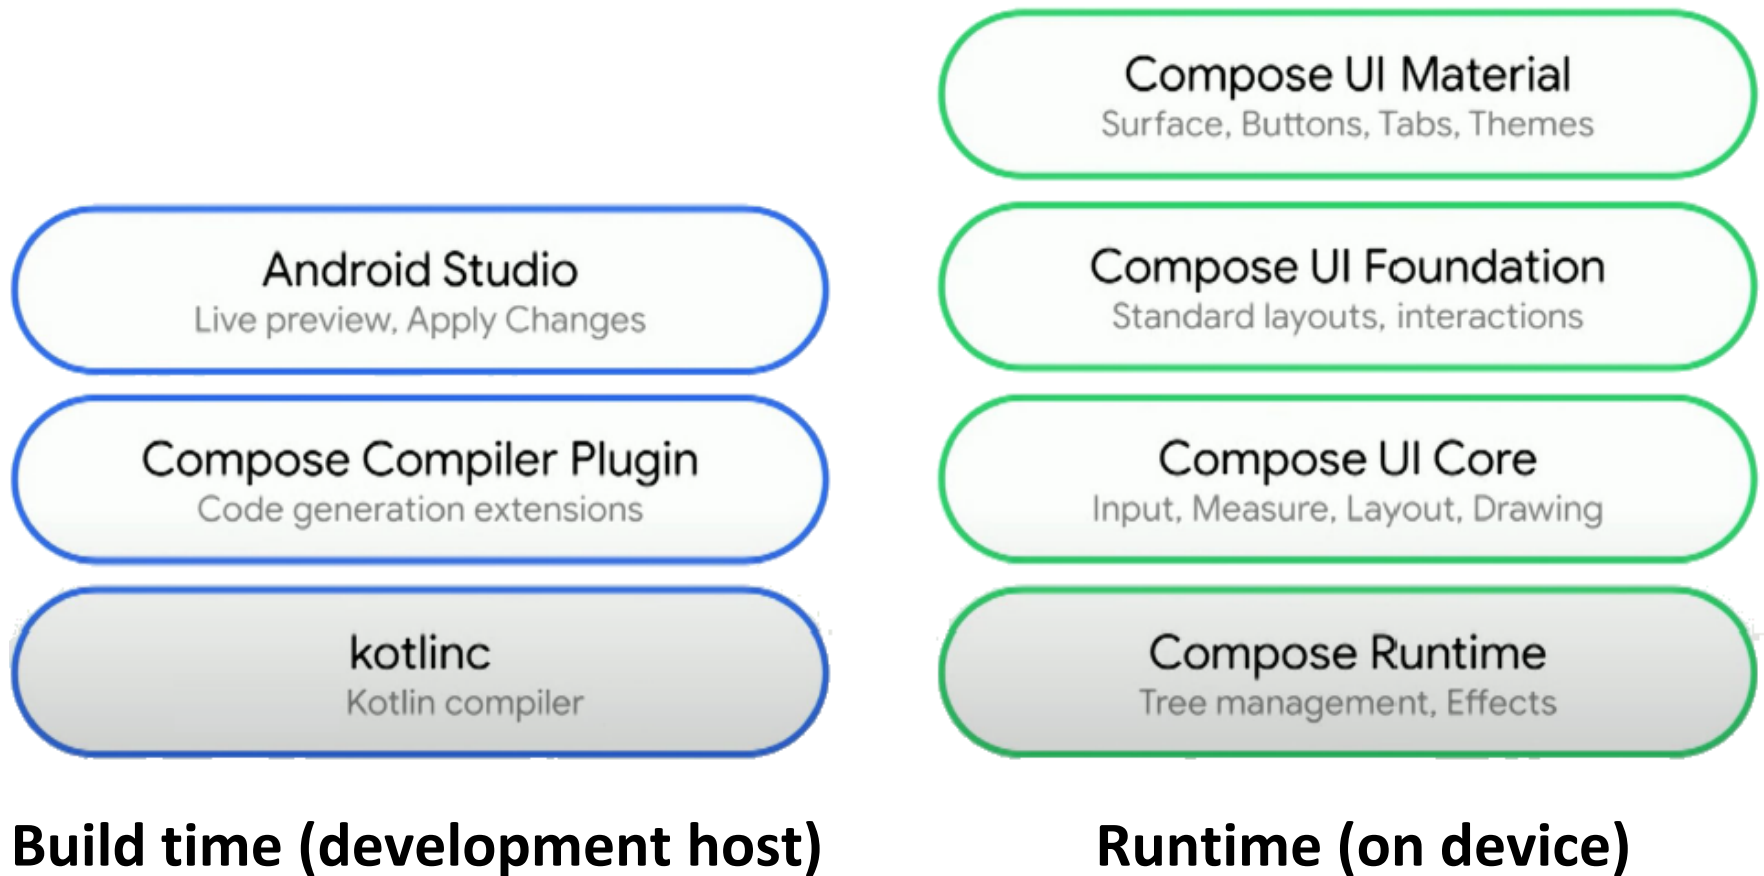 Android Studio
Live preview, Apply Changes
Compose Compiler Plugin
Code generation extensions
kotlinc
Kotlin compiler
Build time (development host)
Compose UI Material
Surface, Buttons, Tabs, Themes
Compose UI Foundation
Standard layouts, interactions
Compose UI Core
Input, Measure, Layout, Drawing
Compose Runtime
Tree management, Effects
Runtime (on device)